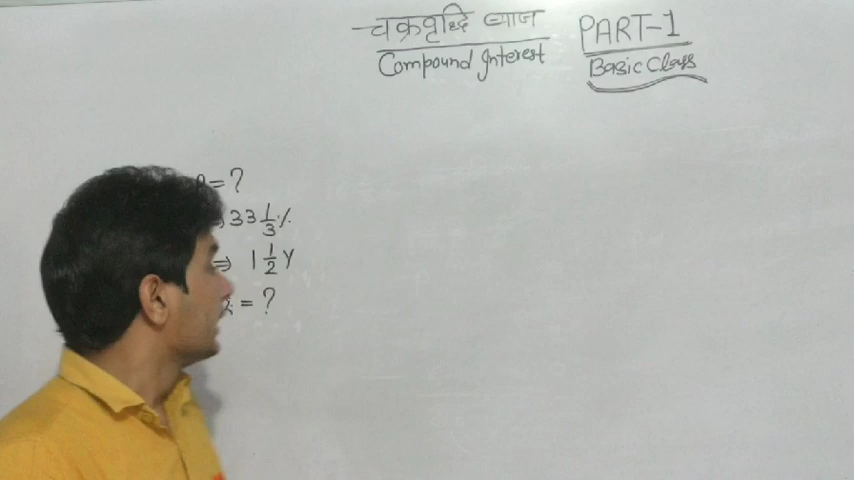 चक्रवृद्धि ब्याज
Compound Interest
PART-1
Basic Class
= ?
33 1/3 %
⇒ 1 1/2 Y
= ?